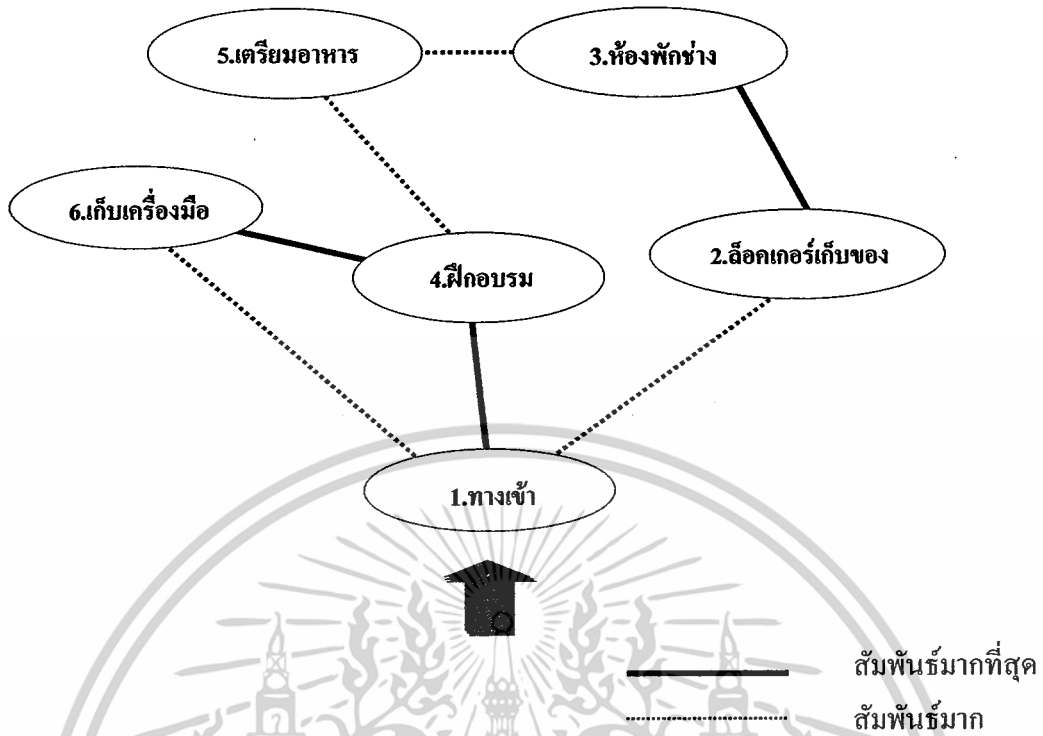 5.เตรียมอาหาร
3.ห้องพักช่าง
6.เก็บเครื่องมือ
2.ล็อคเกอร์เก็บของ
4.ฝึกอบรม
1.ทางเข้า
สัมพันธ์มากที่สุด
สัมพันธ์มาก